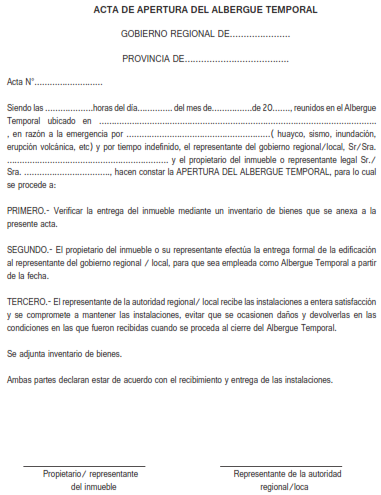 ACTA DE APERTURA DEL ALBERGUE TEMPORAL
GOBIERNO REGIONAL DE......................
PROVINCIA DE......................................
Acta N°..........................
Siendo las ...................horas del día............. del mes de...............de 20......., reunidos en el Albergue
Temporal ubicado en ...............................................................................................................
, en razón a la emergencia por .......................................................( huayco, sismo, inundación,
erupción volcánica, etc) y por tiempo indefinido, el representante del gobierno regional/local, Sr/Sra.
................................................................ y el propietario del inmueble o representante legal Sr./
Sra. ................................., hacen constar la APERTURA DEL ALBERGUE TEMPORAL, para lo cual
se procede a:
PRIMERO.- Verificar la entrega del inmueble mediante un inventario de bienes que se anexa a la
presente acta.
SEGUNDO.- El propietario del inmueble o su representante efectúa la entrega formal de la edificación
al representante del gobierno regional / local, para que sea empleada como Albergue Temporal a partir
de la fecha.
TERCERO.- El representante de la autoridad regional/ local recibe las instalaciones a entera satisfacción
y se compromete a mantener las instalaciones, evitar que se ocasionen daños y devolverlas en las
condiciones en las que fueron recibidas cuando se proceda al cierre del Albergue Temporal.
Se adjunta inventario de bienes.
Ambas partes declaran estar de acuerdo con el recibimiento y entrega de las instalaciones.
Propietario/ representante
del inmueble
Representante de la autoridad
regional/loca